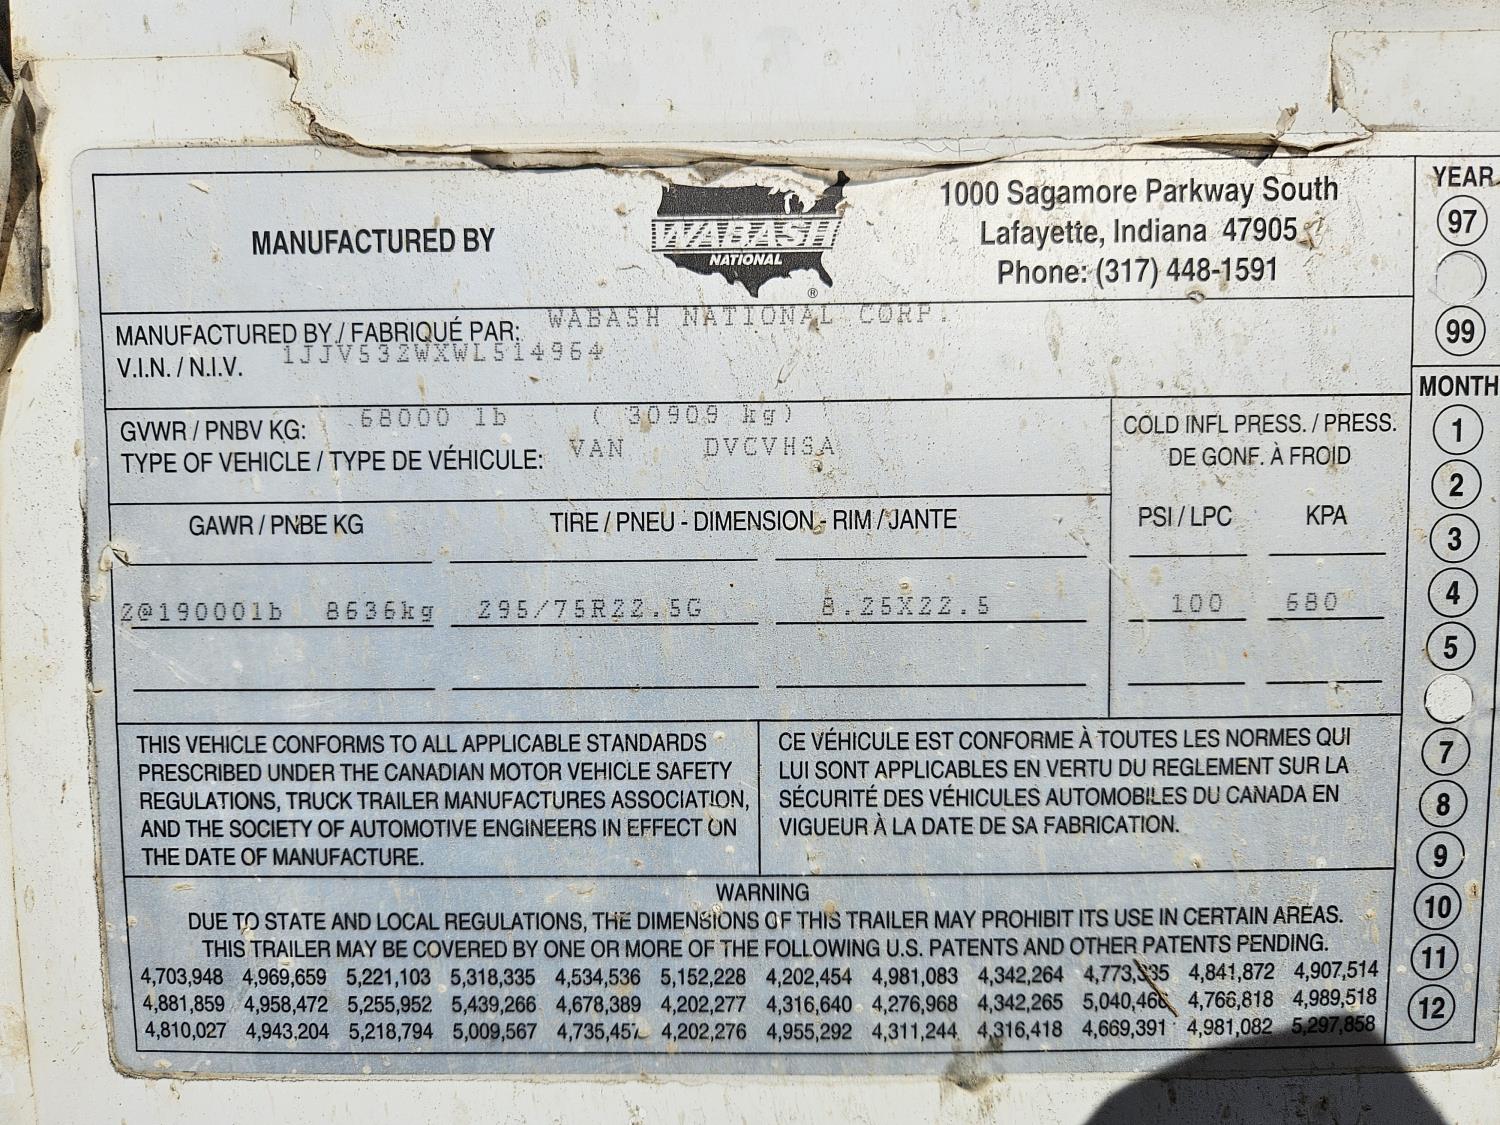 MANUFACTURED BY
WABASH
NATIONAL
®
1000 Sagamore Parkway South
Lafayette, Indiana 47905
Phone: (317) 448-1591
MANUFACTURED BY / FABRIQUÉ PAR: WABASH NATIONAL CORP.
V.I.N. / N.I.V. 1JJV532WXWL514964
GVWR / PNBV KG: 68000 lb ( 30909 kg)
TYPE OF VEHICLE / TYPE DE VÉHICULE: VAN DVCVHSA
COLD INFL PRESS. / PRESS.
DE GONF. À FROID
GAWR / PNBE KG TIRE / PNEU - DIMENSION - RIM / JANTE PSI / LPC KPA
2@19000lb 8636kg 295/75R22.5G 8.25X22.5 100 680
THIS VEHICLE CONFORMS TO ALL APPLICABLE STANDARDS
PRESCRIBED UNDER THE CANADIAN MOTOR VEHICLE SAFETY
REGULATIONS, TRUCK TRAILER MANUFACTURES ASSOCIATION,
AND THE SOCIETY OF AUTOMOTIVE ENGINEERS IN EFFECT ON
THE DATE OF MANUFACTURE.
CE VÉHICULE EST CONFORME À TOUTES LES NORMES QUI
LUI SONT APPLICABLES EN VERTU DU REGLEMENT SUR LA
SÉCURITÉ DES VÉHICULES AUTOMOBILES DU CANADA EN
VIGUEUR À LA DATE DE SA FABRICATION.
WARNING
DUE TO STATE AND LOCAL REGULATIONS, THE DIMENSIONS OF THIS TRAILER MAY PROHIBIT ITS USE IN CERTAIN AREAS.
THIS TRAILER MAY BE COVERED BY ONE OR MORE OF THE FOLLOWING U.S. PATENTS AND OTHER PATENTS PENDING.
4,703,948 4,969,659 5,221,103 5,318,335 4,534,536 5,152,228 4,202,454 4,981,083 4,342,264 4,773,335 4,841,872 4,907,514
4,881,859 4,958,472 5,255,952 5,439,266 4,678,389 4,202,277 4,316,640 4,276,968 4,342,265 5,040,466 4,766,818 4,989,518
4,810,027 4,943,204 5,218,794 5,009,567 4,735,457 4,202,276 4,955,292 4,311,244 4,316,418 4,669,391 4,981,082 5,297,858
YEAR
97
99
MONTH
1
2
3
4
5
7
8
9
10
11
12